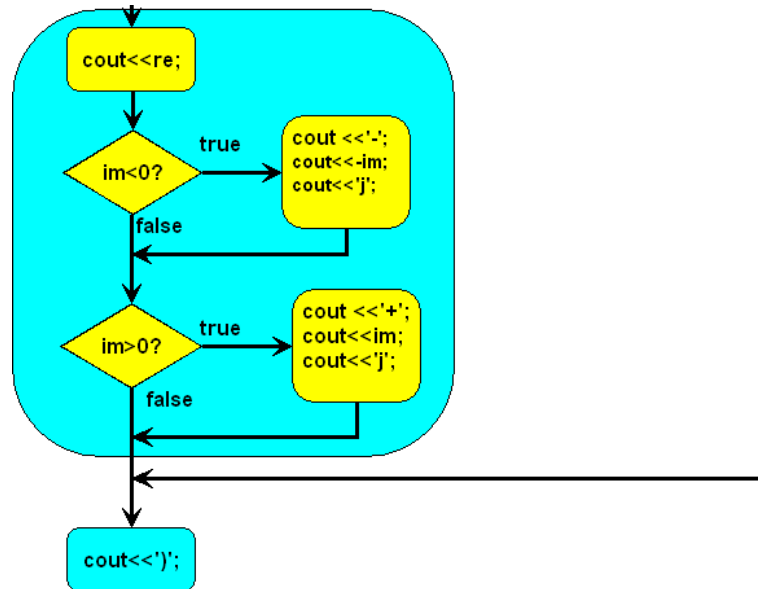 cout<<re;
im<0?
true
cout <<'-';
cout<<-im;
cout<<'j';
false
im>0?
true
cout <<'+';
cout<<im;
cout<<'j';
false
cout<<')';